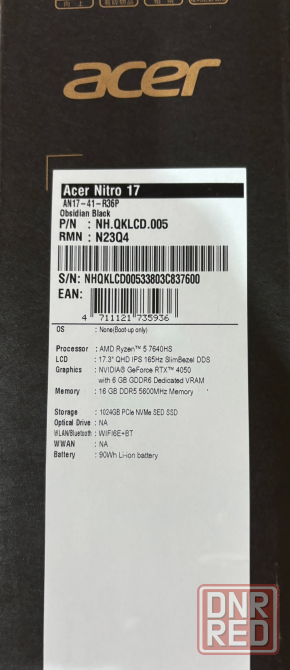 acer
Acer Nitro 17
AN17-41-R36P
Obsidian Black
P/N : NH.QKLCD.005
RMN : N23Q4
S/N: NHQKLCD00533803C837600
EAN:
4 711121 735936
OS : None(Boot-up only)
Processor : AMD Ryzen™ 5 7640HS
LCD : 17.3" QHD IPS 165Hz SlimBezel DDS
Graphics : NVIDIA® GeForce RTX™ 4050
with 6 GB GDDR6 Dedicated VRAM
Memory : 16 GB DDR5 5600MHz Memory
Storage : 1024GB PCIe NVMe SED SSD
Optical Drive : NA
WLAN/Bluetooth : WIFI6E+BT
WWAN : NA
Battery : 90Wh Li-ion battery
DNR
RED